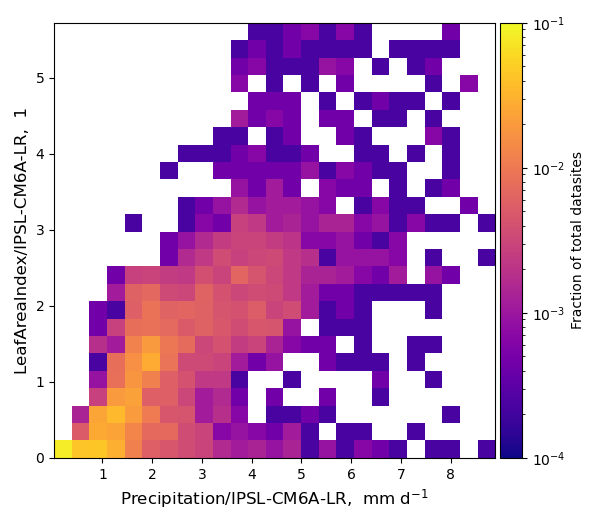 LeafAreaIndex/IPSL-CM6A-LR,  1
5
4
3
2
1
0
1 2 3 4 5 6 7 8
Precipitation/IPSL-CM6A-LR,  mm d⁻¹
10⁻¹
10⁻²
10⁻³
10⁻⁴
Fraction of total datasites